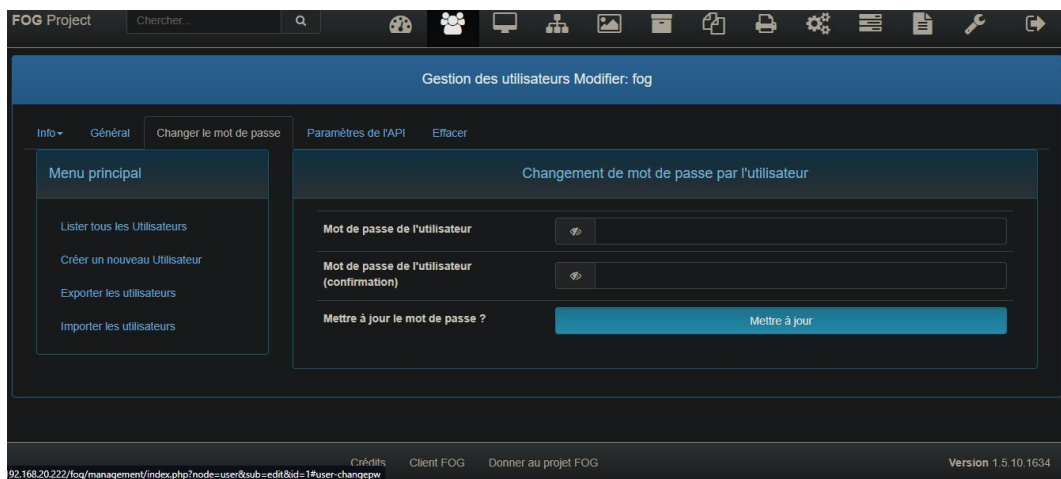 FOG Project Chercher...
Gestion des utilisateurs Modifier: fog
Info Général Changer le mot de passe Paramètres de l'API Effacer
Menu principal
Lister tous les Utilisateurs
Créer un nouveau Utilisateur
Exporter les utilisateurs
Importer les utilisateurs
Changement de mot de passe par l'utilisateur
Mot de passe de l'utilisateur
Mot de passe de l'utilisateur
(confirmation)
Mettre à jour le mot de passe ?
Mettre à jour
Crédits Client FOG Donner au projet FOG Version 1.5.10.1634
92.168.20.222/fog/management/index.php?node=user&sub=edit&id=1#user-changepw